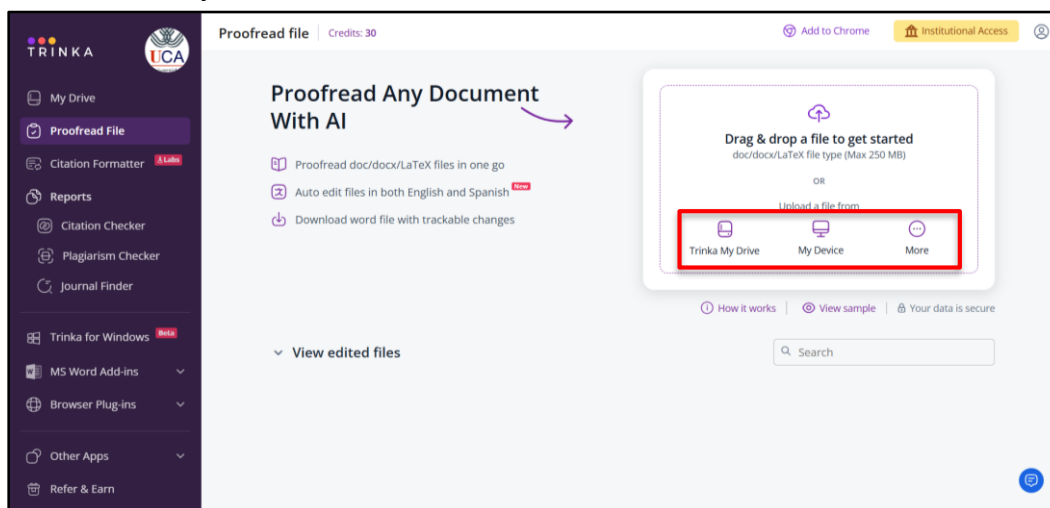 TRINKA
UCA
My Drive
Proofread File
Citation Formatter Labs
Reports
Citation Checker
Plagiarism Checker
Journal Finder
Trinka for Windows Beta
MS Word Add-ins
Browser Plug-ins
Other Apps
Refer & Earn
Proofread file Credits: 30
Add to Chrome
Institutional Access
Proofread Any Document
With AI
Proofread doc/docx/LaTeX files in one go
Auto edit files in both English and Spanish New
Download word file with trackable changes
Drag & drop a file to get started
doc/docx/LaTeX file type (Max 250 MB)
OR
Upload a file from
Trinka My Drive My Device More
How it works View sample Your data is secure
View edited files
Search